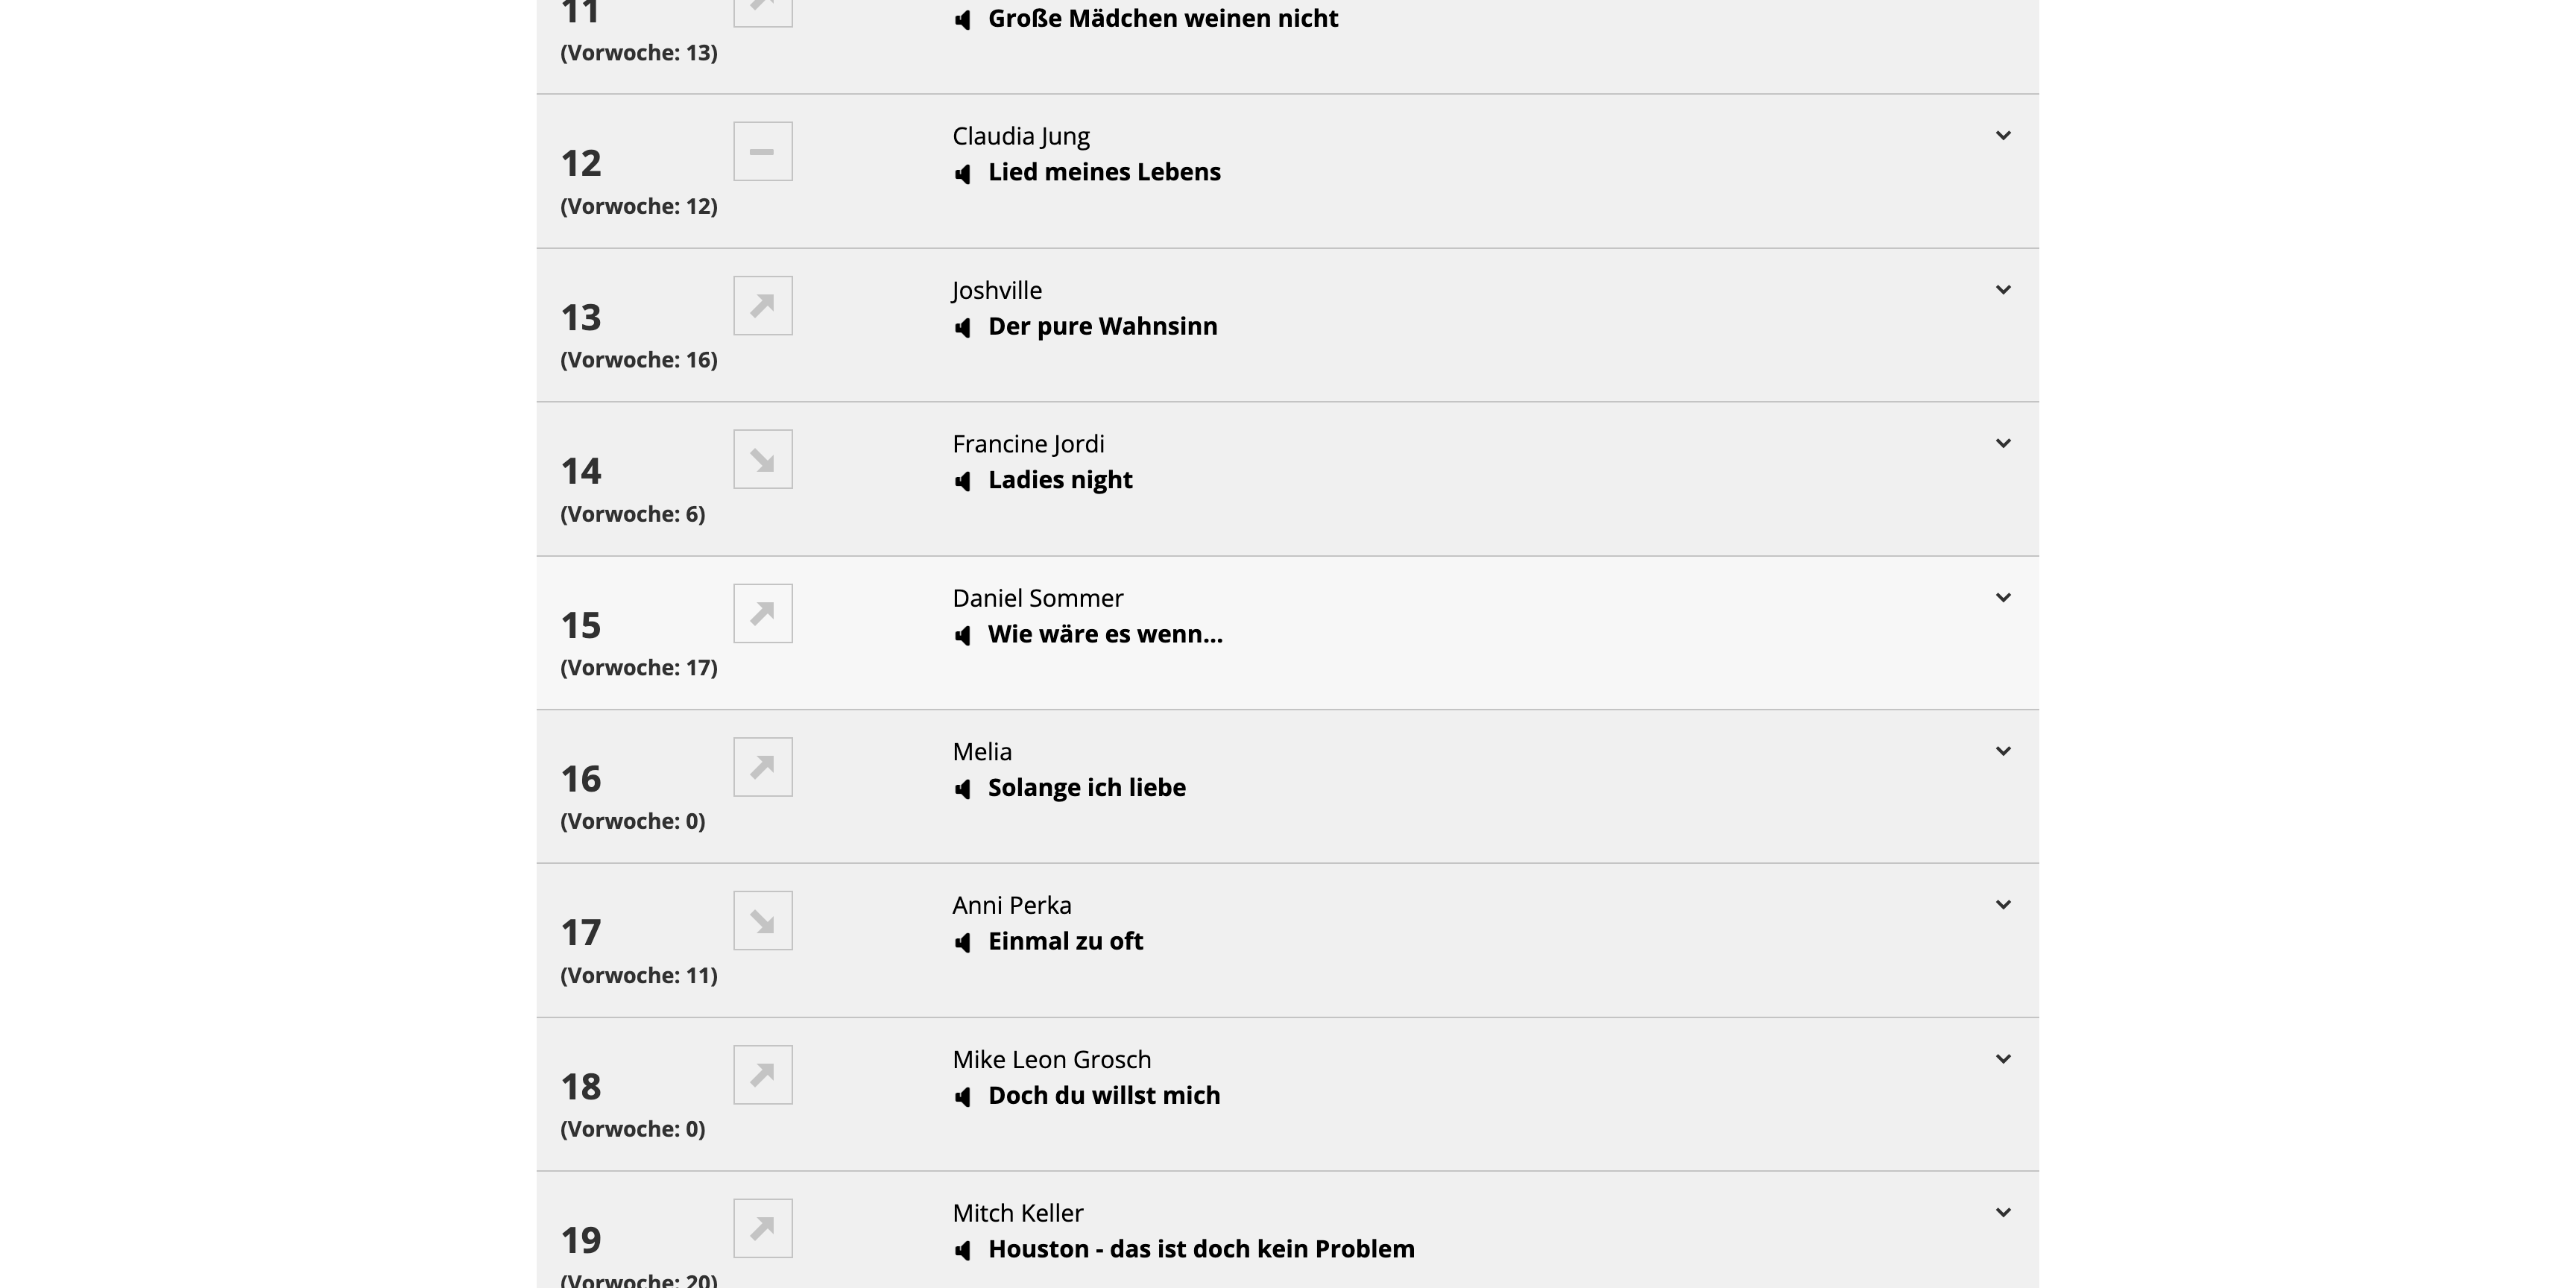 11
Große Mädchen weinen nicht
(Vorwoche: 13)
12
Claudia Jung
Lied meines Lebens
(Vorwoche: 12)
13
Joshville
Der pure Wahnsinn
(Vorwoche: 16)
14
Francine Jordi
Ladies night
(Vorwoche: 6)
15
Daniel Sommer
Wie wäre es wenn...
(Vorwoche: 17)
16
Melia
Solange ich liebe
(Vorwoche: 0)
17
Anni Perka
Einmal zu oft
(Vorwoche: 11)
18
Mike Leon Grosch
Doch du willst mich
(Vorwoche: 0)
19
Mitch Keller
Houston - das ist doch kein Problem
(Vorwoche: 20)